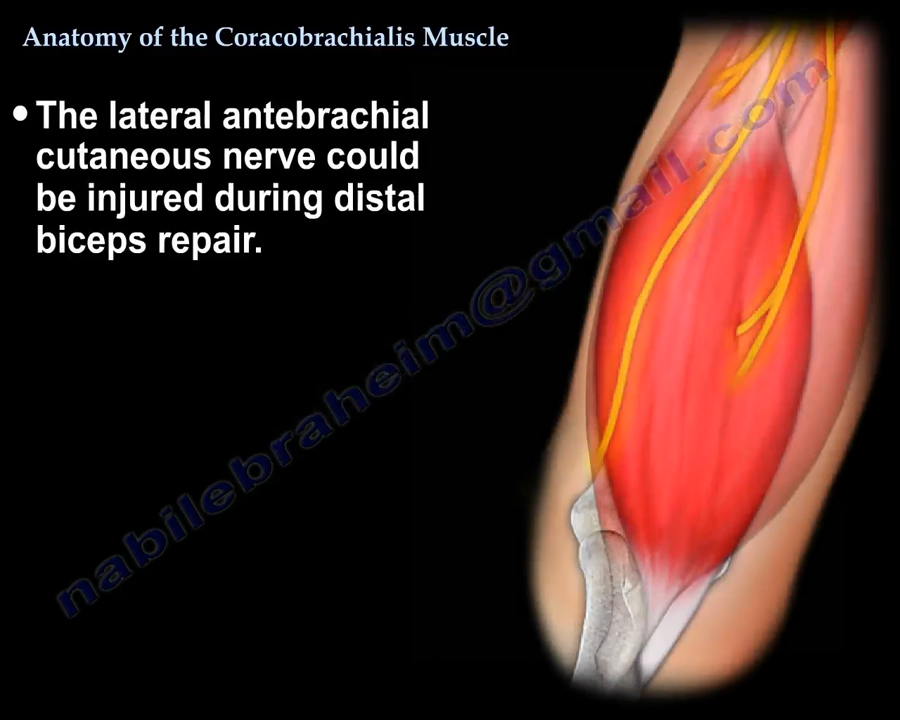 Anatomy of the Coracobrachialis Muscle
• The lateral antebrachial
cutaneous nerve could
be injured during distal
biceps repair.
nabilebraheim@gmail.com